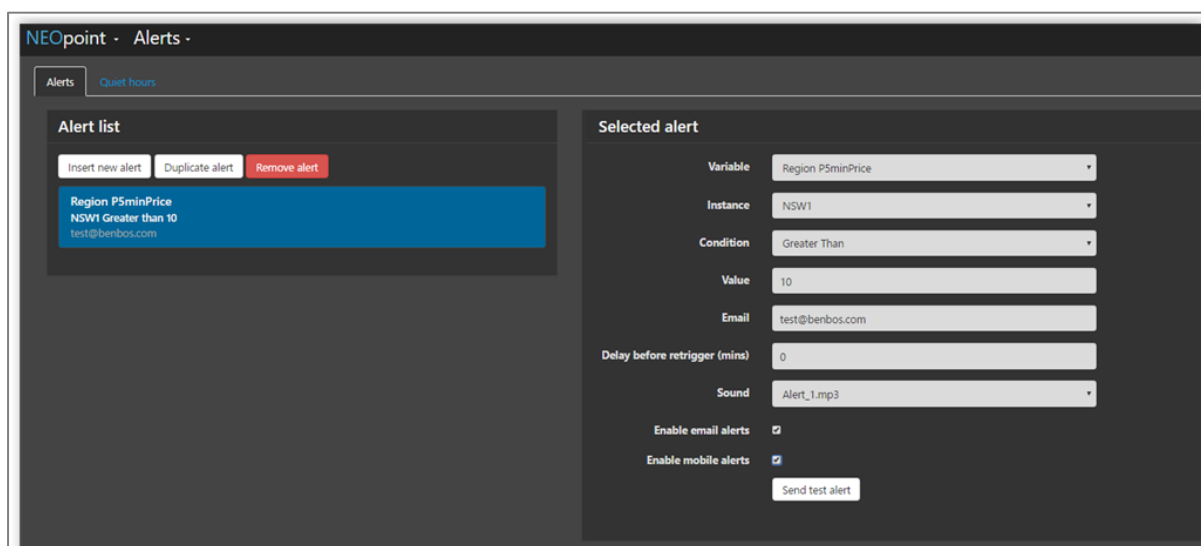 NEOpoint Alerts
Alerts Quiet hours
Alert list
Insert new alert Duplicate alert Remove alert
Region P5minPrice
NSW1 Greater than 10
test@benbos.com
Selected alert
Variable Region P5minPrice
Instance NSW1
Condition Greater Than
Value 10
Email test@benbos.com
Delay before retrigger (mins) 0
Sound Alert_1.mp3
Enable email alerts
Enable mobile alerts
Send test alert